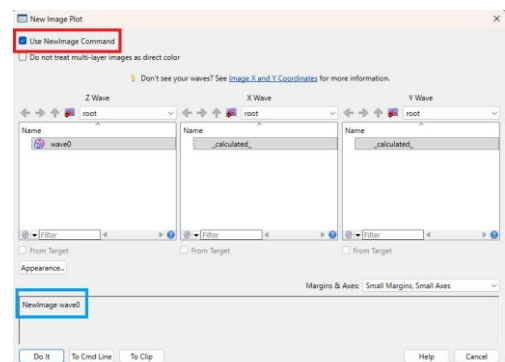 New Image Plot
Use NewImage Command
Do not treat multi-layer images as direct color
Don't see your waves? See Image X and Y Coordinates for more information.
Z Wave X Wave Y Wave
root root root
Name Name Name
wave0 _calculated_ _calculated_
Filter Filter Filter
From Target From Target From Target
Appearance...
Margins & Axes: Small Margins, Small Axes
NewImage wave0
Do It To Cmd Line To Clip Help Cancel